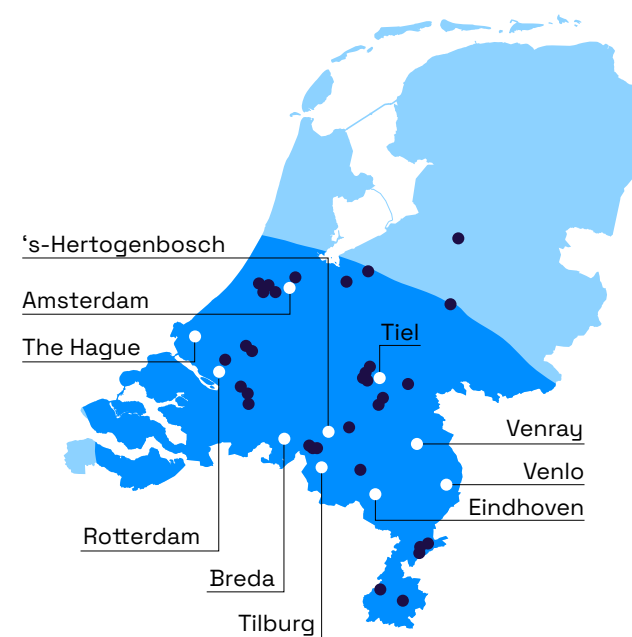 ‘s-Hertogenbosch
Amsterdam
The Hague
Tiel
Venray
Venlo
Eindhoven
Rotterdam
Breda
Tilburg